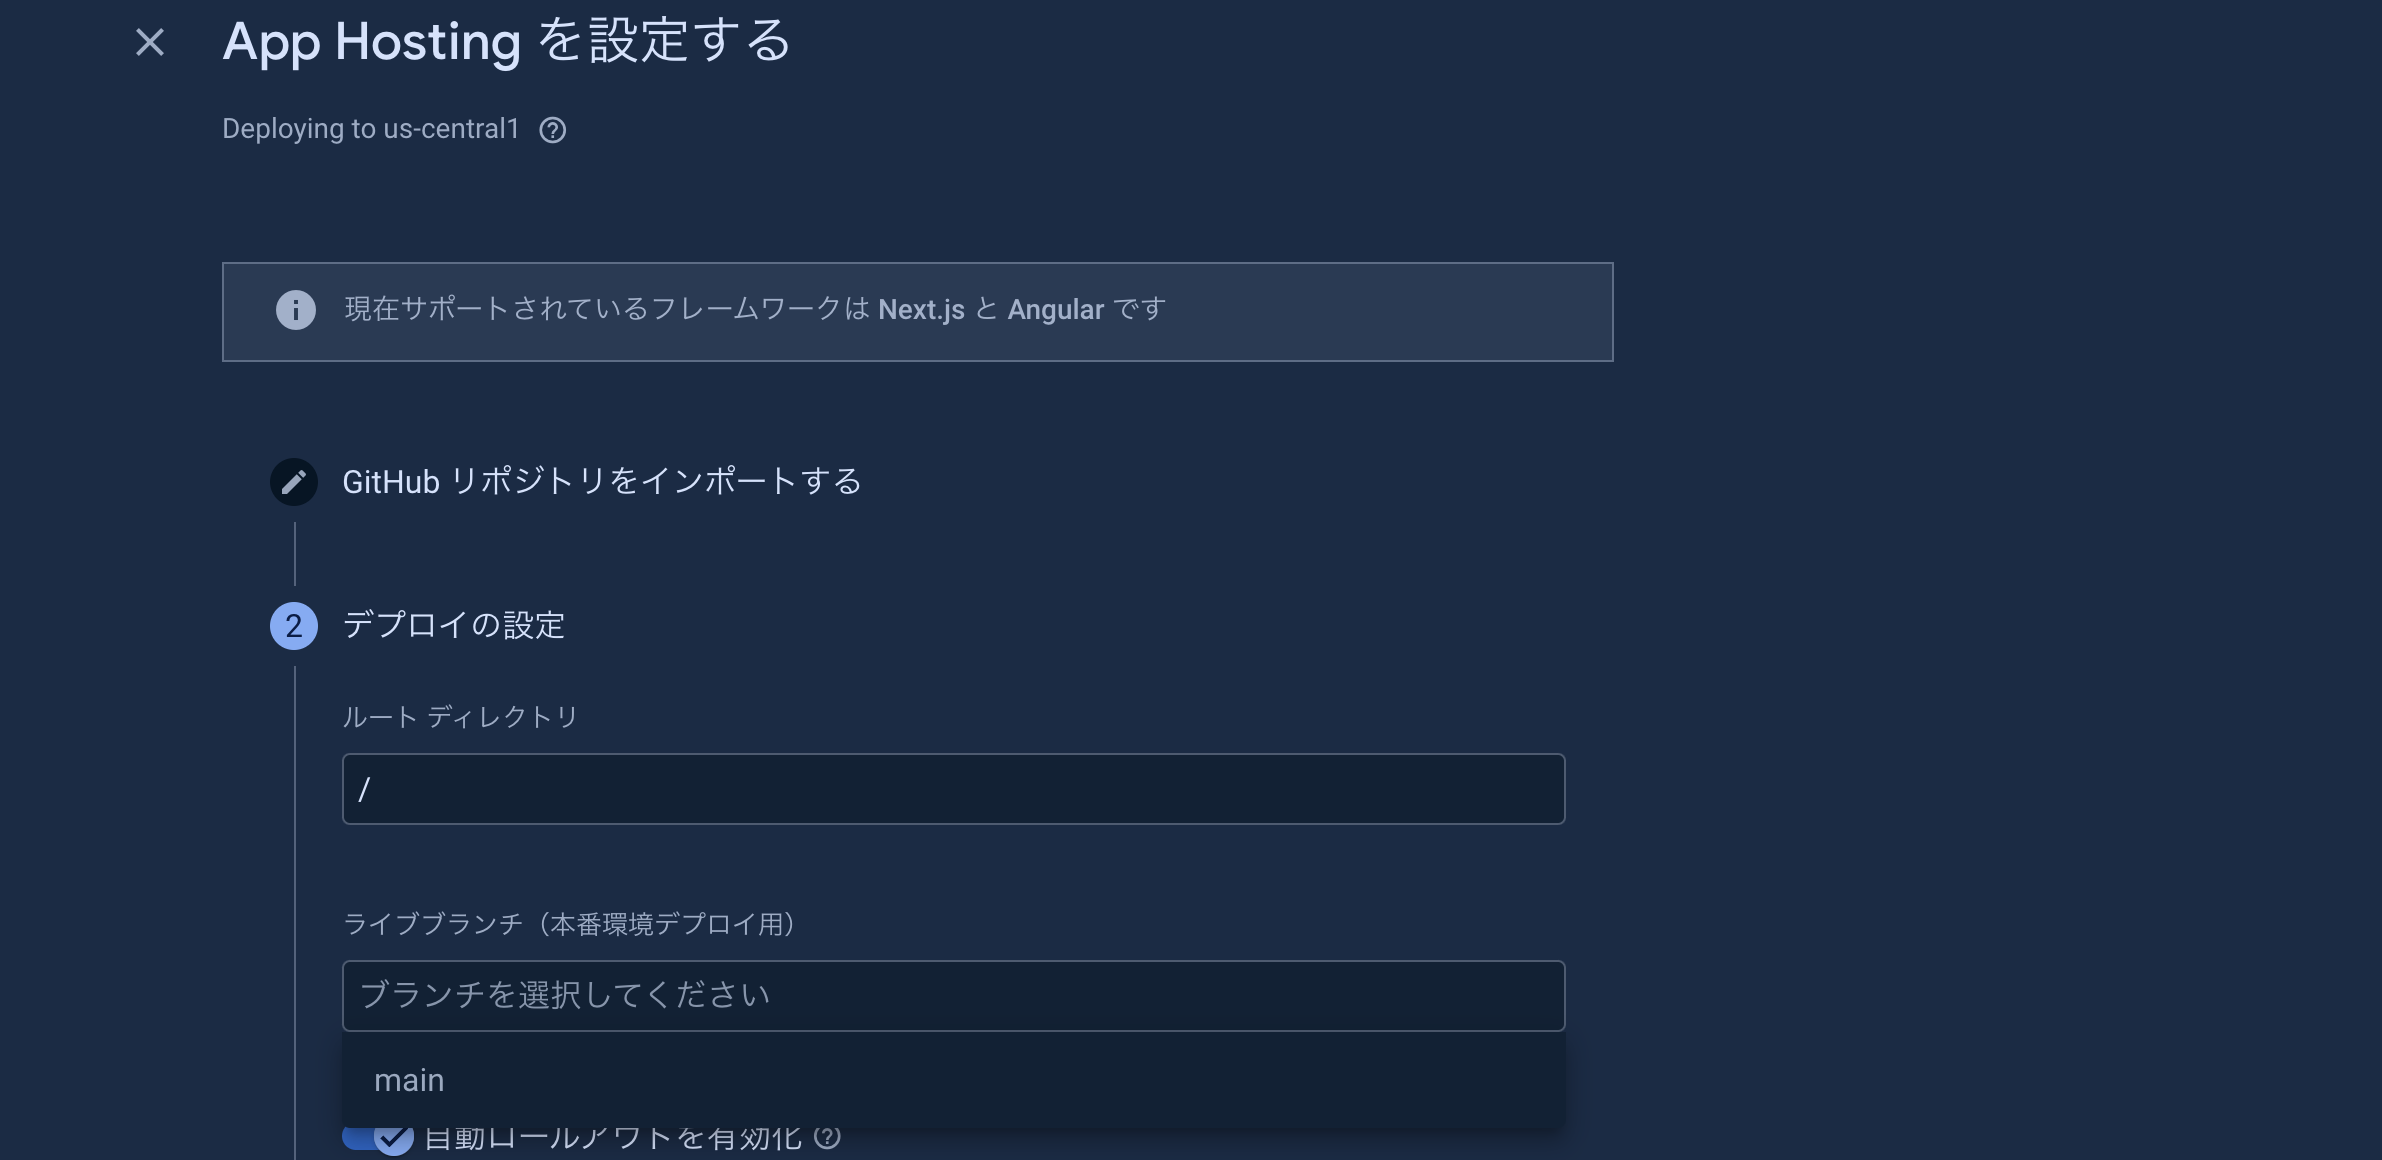 App Hosting を設定する
Deploying to us-central1
現在サポートされているフレームワークは Next.js と Angular です
GitHub リポジトリをインポートする
2 デプロイの設定
ルート ディレクトリ
/
ライブブランチ（本番環境デプロイ用）
ブランチを選択してください
main
自動ロールアウトを有効化